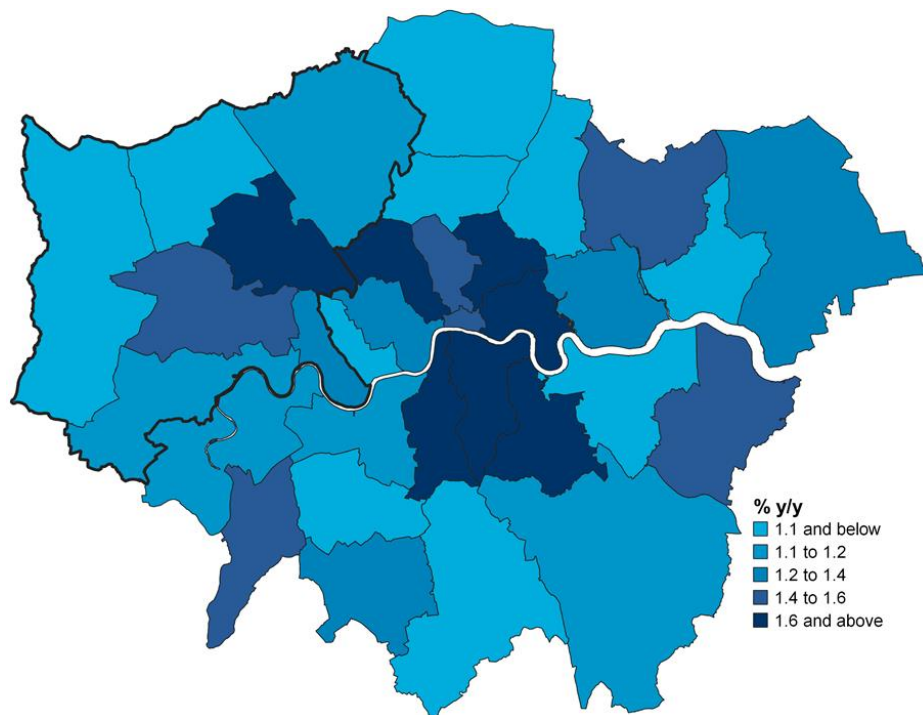 % y/y
1.1 and below
1.1 to 1.2
1.2 to 1.4
1.4 to 1.6
1.6 and above